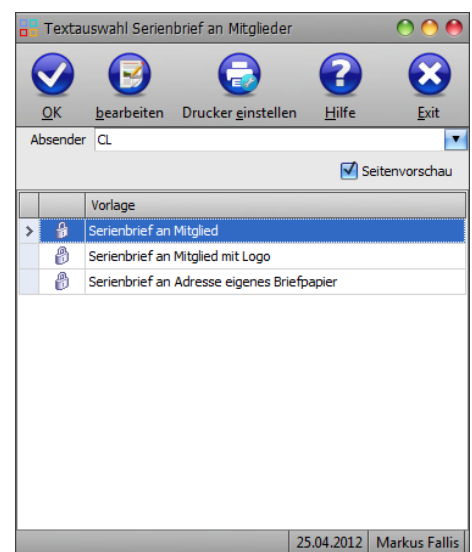 Textauswahl Serienbrief an Mitglieder
OK bearbeiten Drucker einstellen Hilfe Exit
Absender CL
Seitenvorschau
Vorlage
Serienbrief an Mitglied
Serienbrief an Mitglied mit Logo
Serienbrief an Adresse eigenes Briefpapier
25.04.2012 Markus Fallis